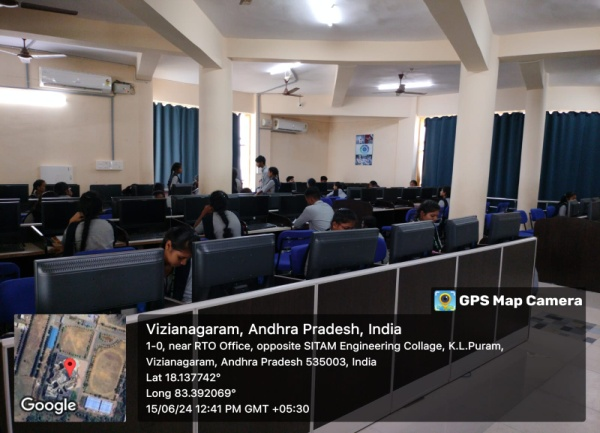 GPS Map Camera
Vizianagaram, Andhra Pradesh, India
1-0, near RTO Office, opposite SITAM Engineering Collage, K.L.Puram,
Vizianagaram, Andhra Pradesh 535003, India
Lat 18.137742°
Long 83.392069°
15/06/24 12:41 PM GMT +05:30
Google